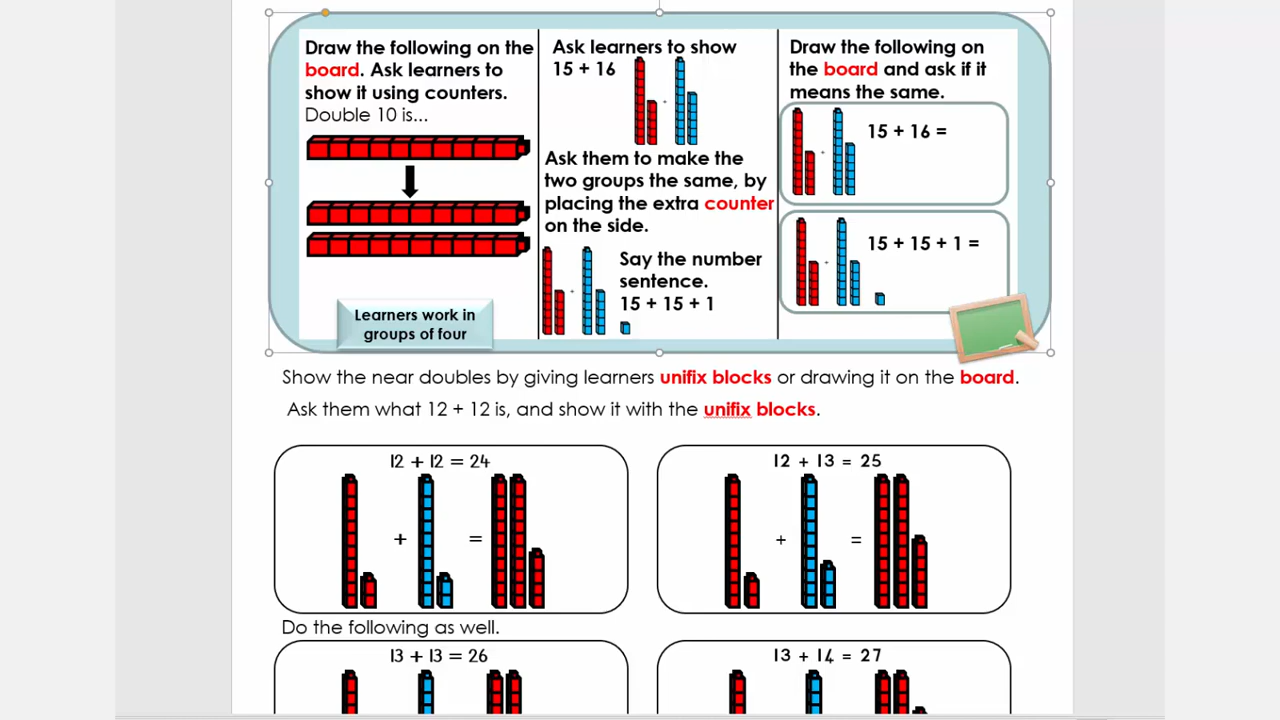 Draw the following on the
board. Ask learners to
show it using counters.
Double 10 is...
Learners work in
groups of four
Ask learners to show
15 + 16
+
Ask them to make the
two groups the same, by
placing the extra counter
on the side.
+
Say the number
sentence.
15 + 15 + 1
Draw the following on
the board and ask if it
means the same.
+
15 + 16 =
+
15 + 15 + 1 =
Show the near doubles by giving learners unifix blocks or drawing it on the board.
Ask them what 12 + 12 is, and show it with the unifix blocks.
12 + 12 = 24
+ =
12 + 13 = 25
+ =
Do the following as well.
13 + 13 = 26
13 + 14 = 27